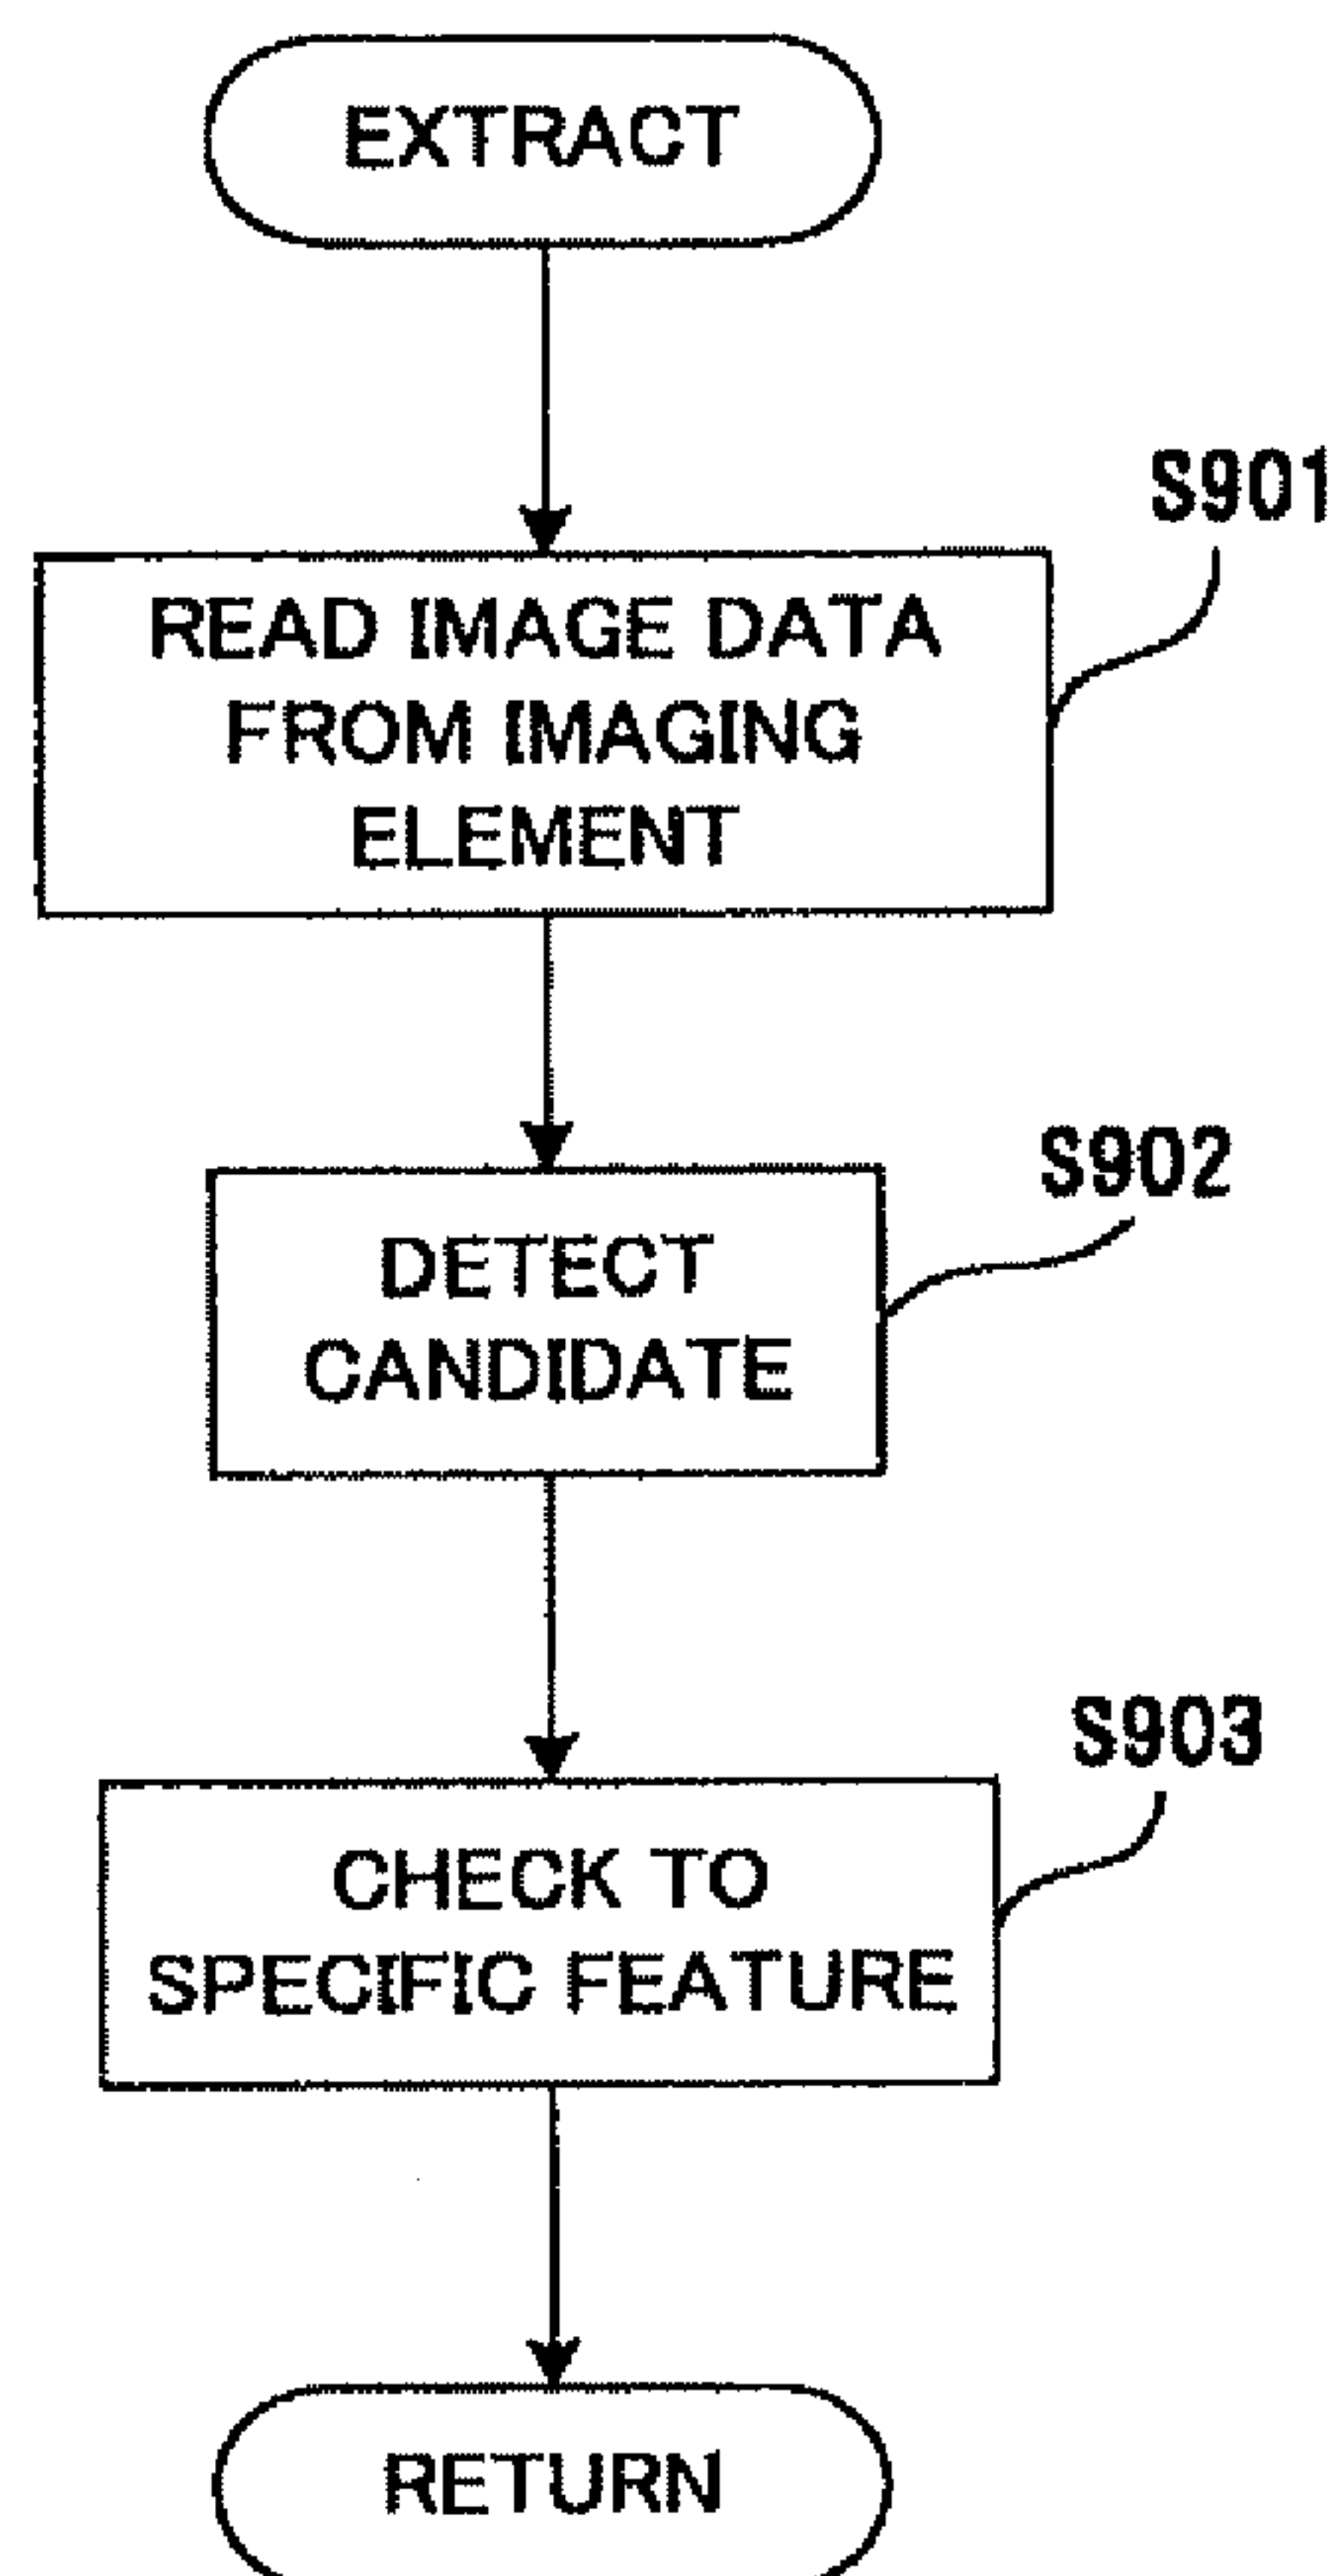 EXTRACT
S901
READ IMAGE DATA
FROM IMAGING
ELEMENT
S902
DETECT
CANDIDATE
S903
CHECK TO
SPECIFIC FEATURE
RETURN